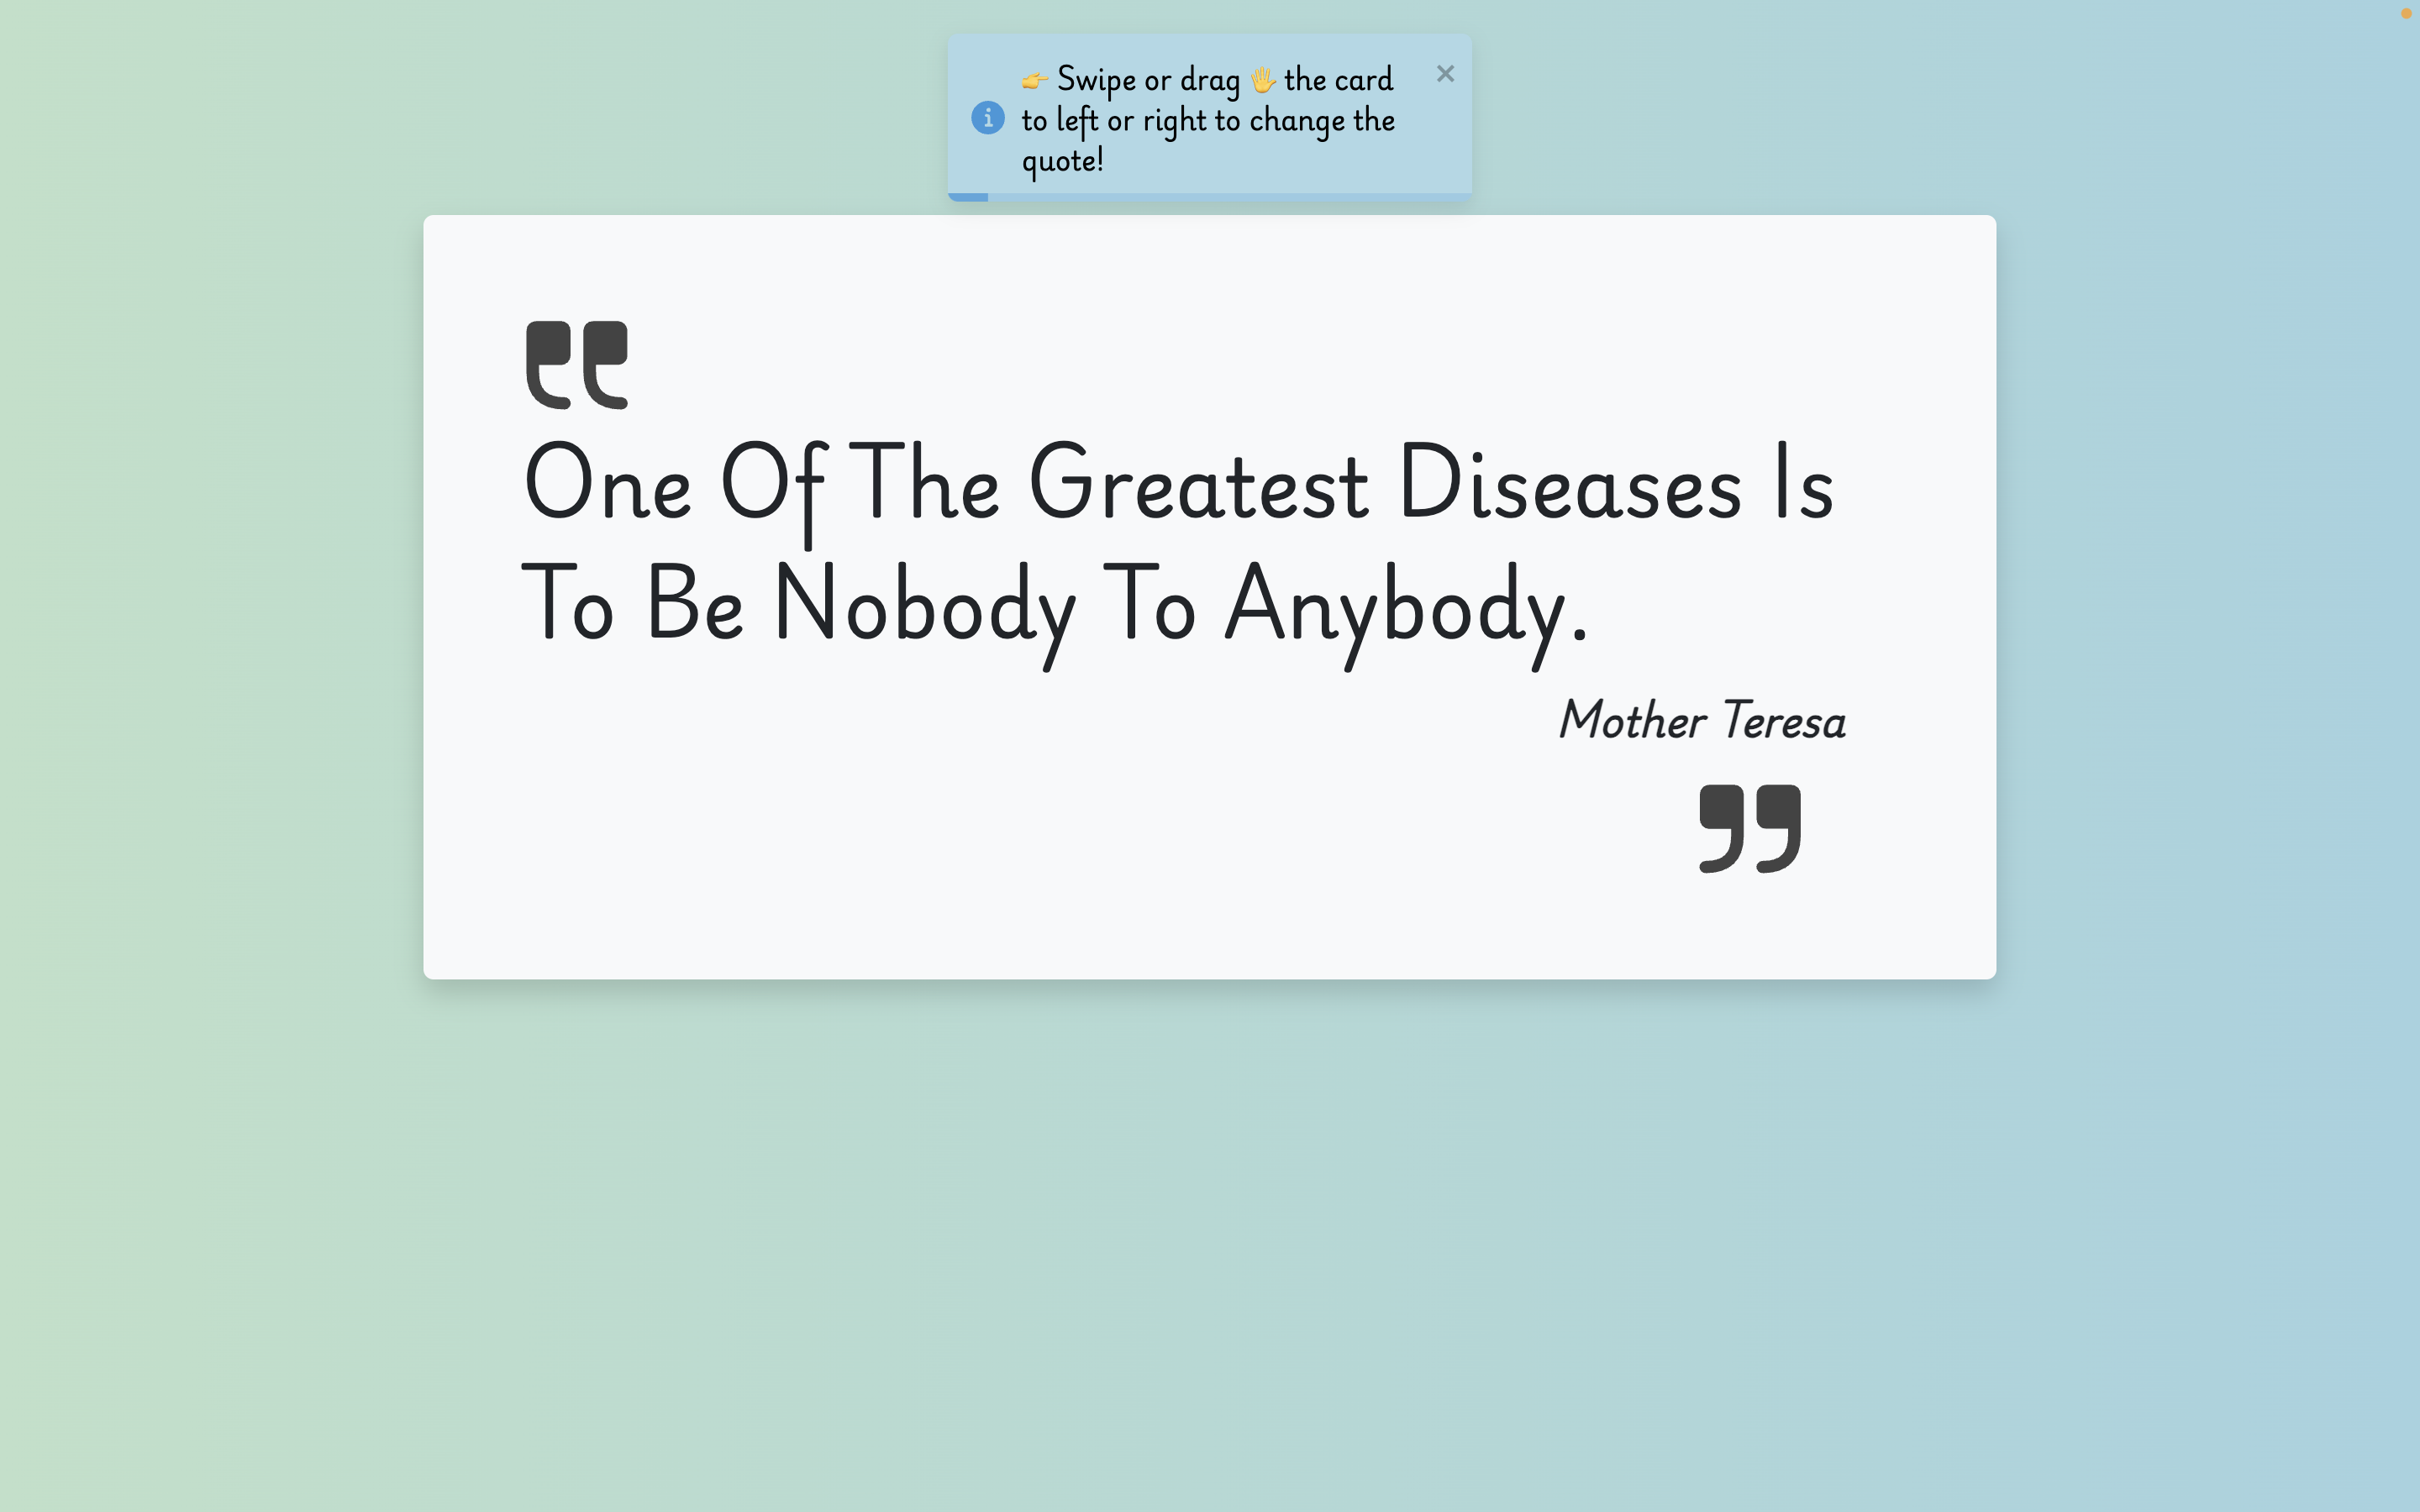 👉 Swipe or drag 🖐 the card
to left or right to change the
quote!
One Of The Greatest Diseases Is
To Be Nobody To Anybody.
Mother Teresa